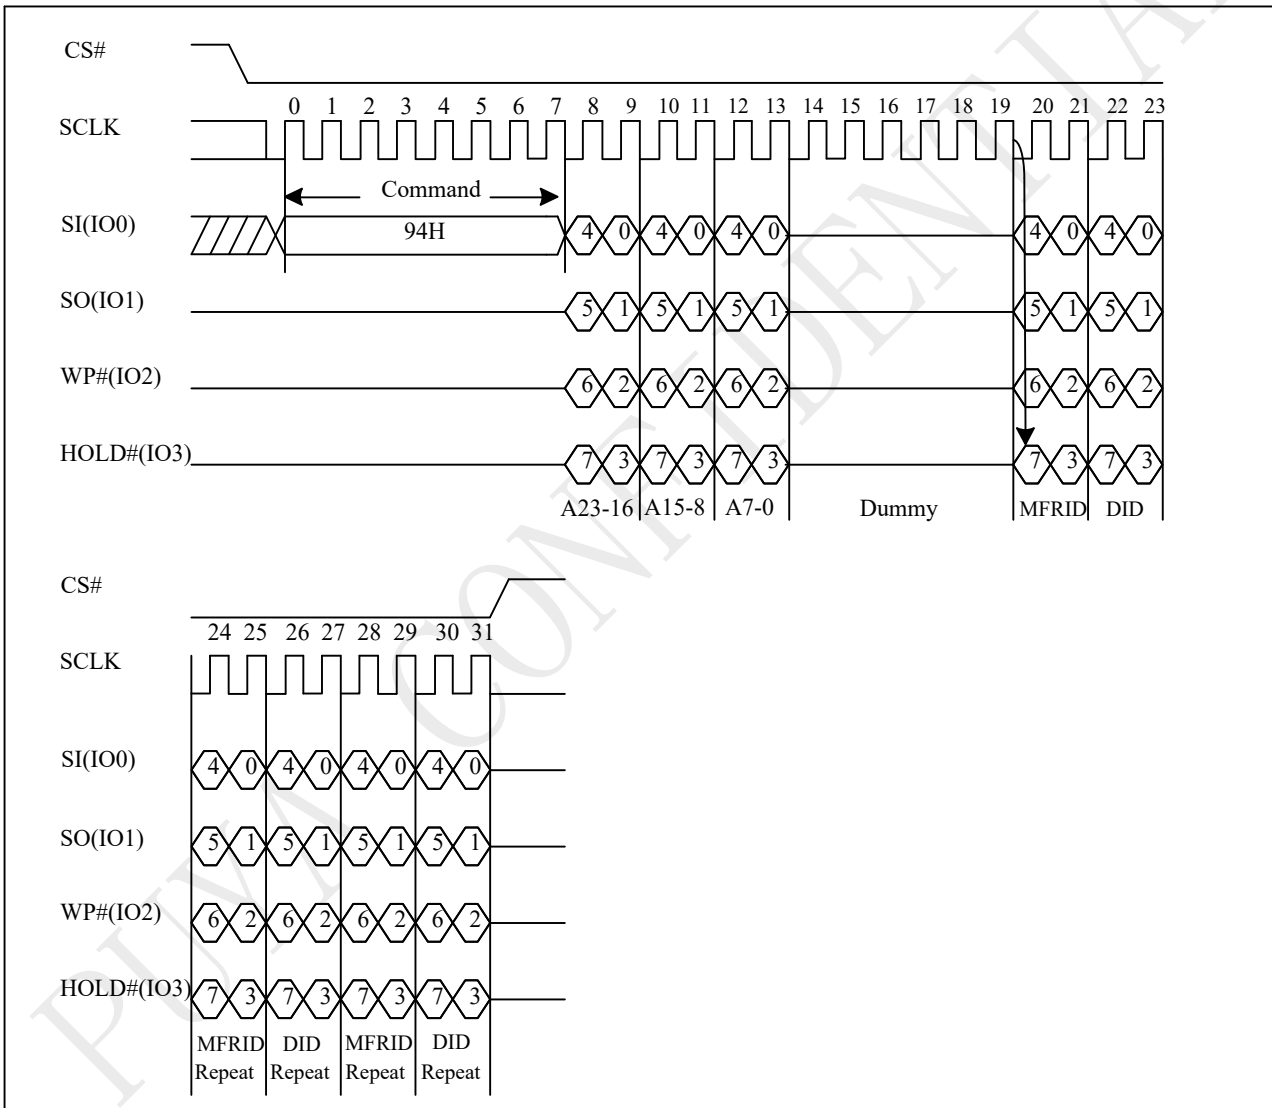 CS#
0 1 2 3 4 5 6 7 8 9 10 11 12 13 14 15 16 17 18 19 20 21 22 23
SCLK
Command
SI(IO0) 94H 4 0 4 0 4 0 4 0 4 0
SO(IO1) 5 1 5 1 5 1 5 1 5 1
WP#(IO2) 6 2 6 2 6 2 6 2 6 2
HOLD#(IO3) 7 3 7 3 7 3 7 3 7 3
A23-16 A15-8 A7-0 Dummy MFRID DID
CS#
24 25 26 27 28 29 30 31
SCLK
SI(IO0) 4 0 4 0 4 0 4 0
SO(IO1) 5 1 5 1 5 1 5 1
WP#(IO2) 6 2 6 2 6 2 6 2
HOLD#(IO3) 7 3 7 3 7 3 7 3
MFRID DID MFRID DID
Repeat Repeat Repeat Repeat
PUYA CONFIDENTIAL